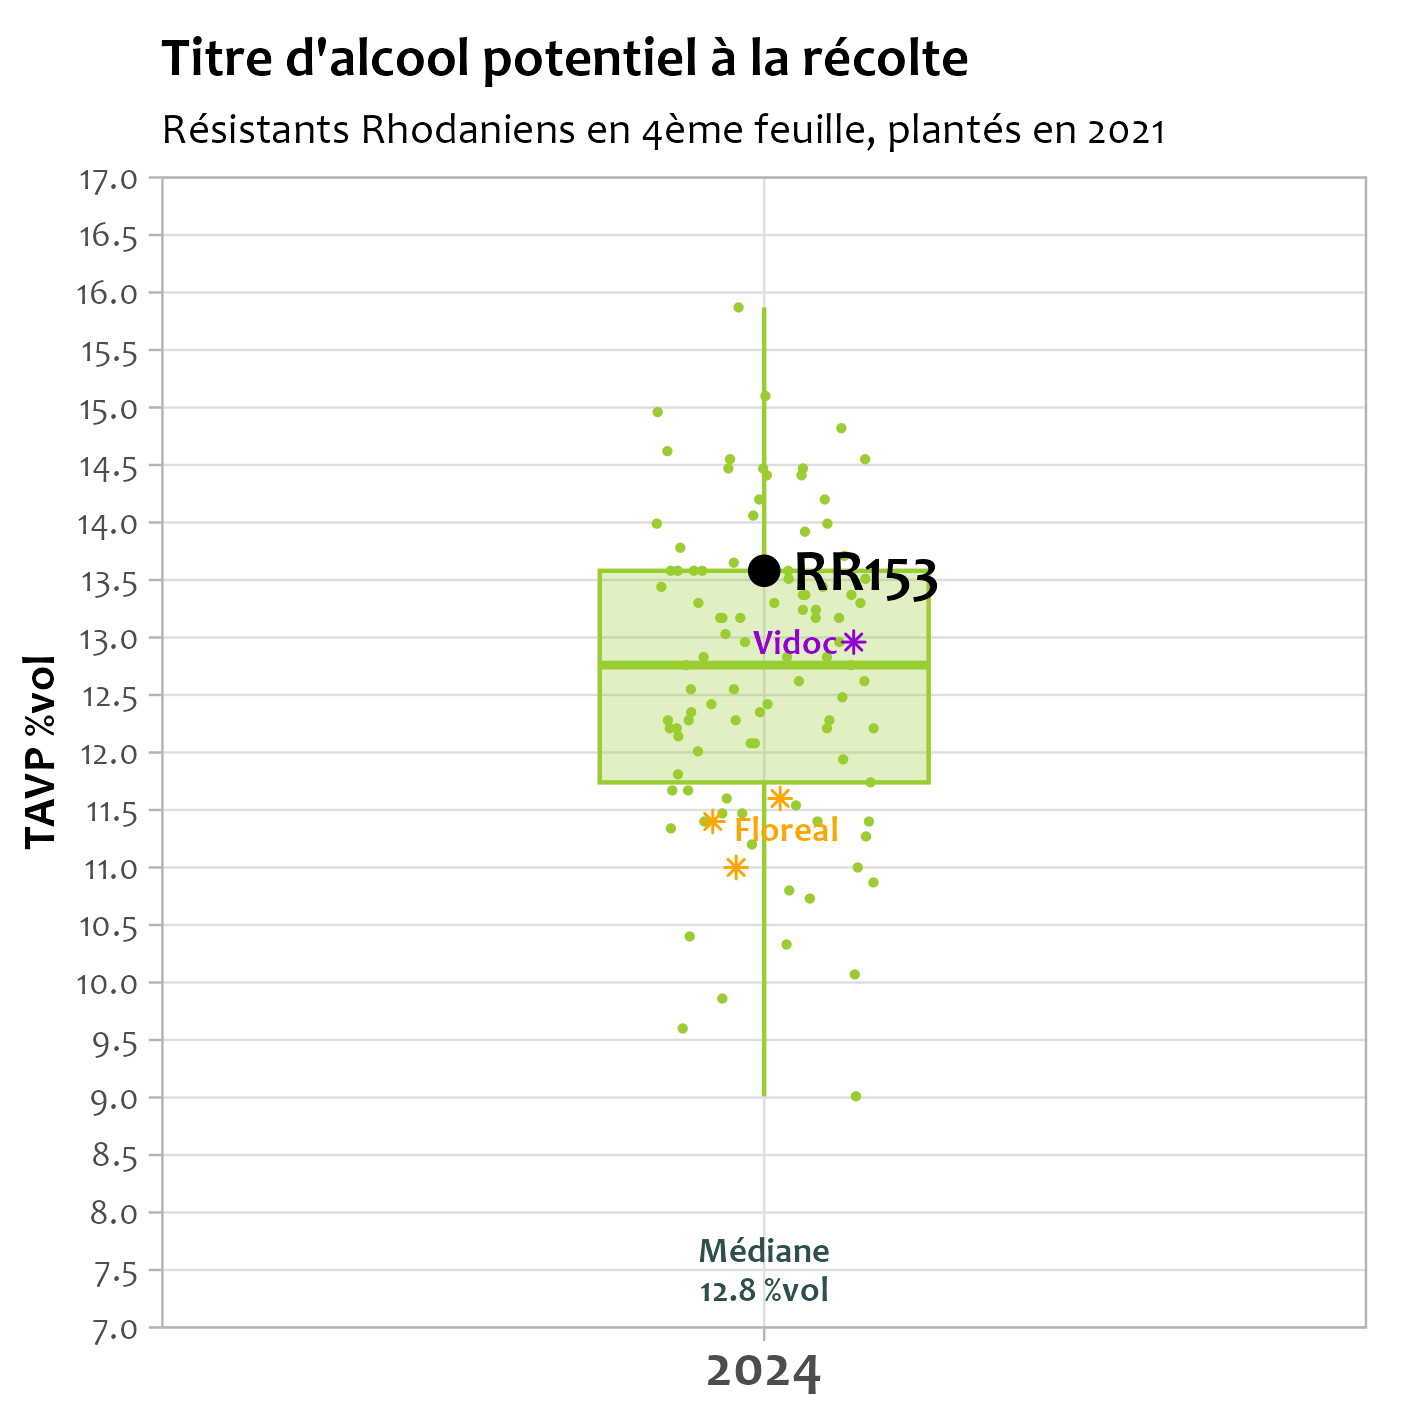 Titre d'alcool potentiel à la récolte
Résistants Rhodaniens en 4ème feuille, plantés en 2021
TAVP %vol
17.0
16.5
16.0
15.5
15.0
14.5
14.0
13.5
13.0
12.5
12.0
11.5
11.0
10.5
10.0
9.5
9.0
8.5
8.0
7.5
7.0
RR153
Vidoc
Floreal
Médiane
12.8 %vol
2024